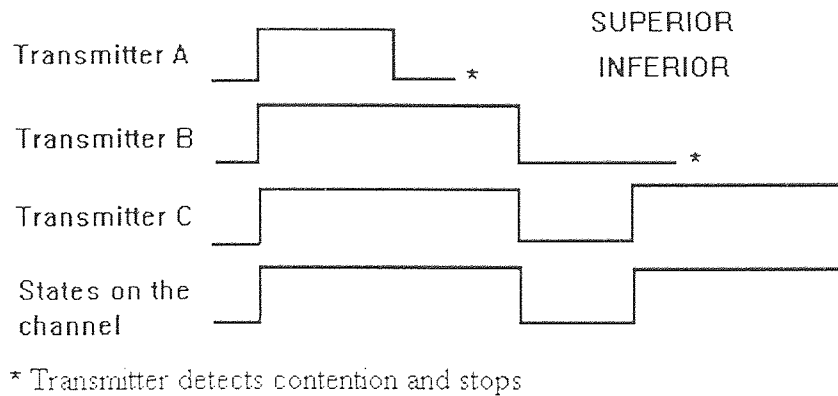 SUPERIOR
Transmitter A
INFERIOR
*
Transmitter B
*
Transmitter C
States on the
channel
* Transmitter detects contention and stops